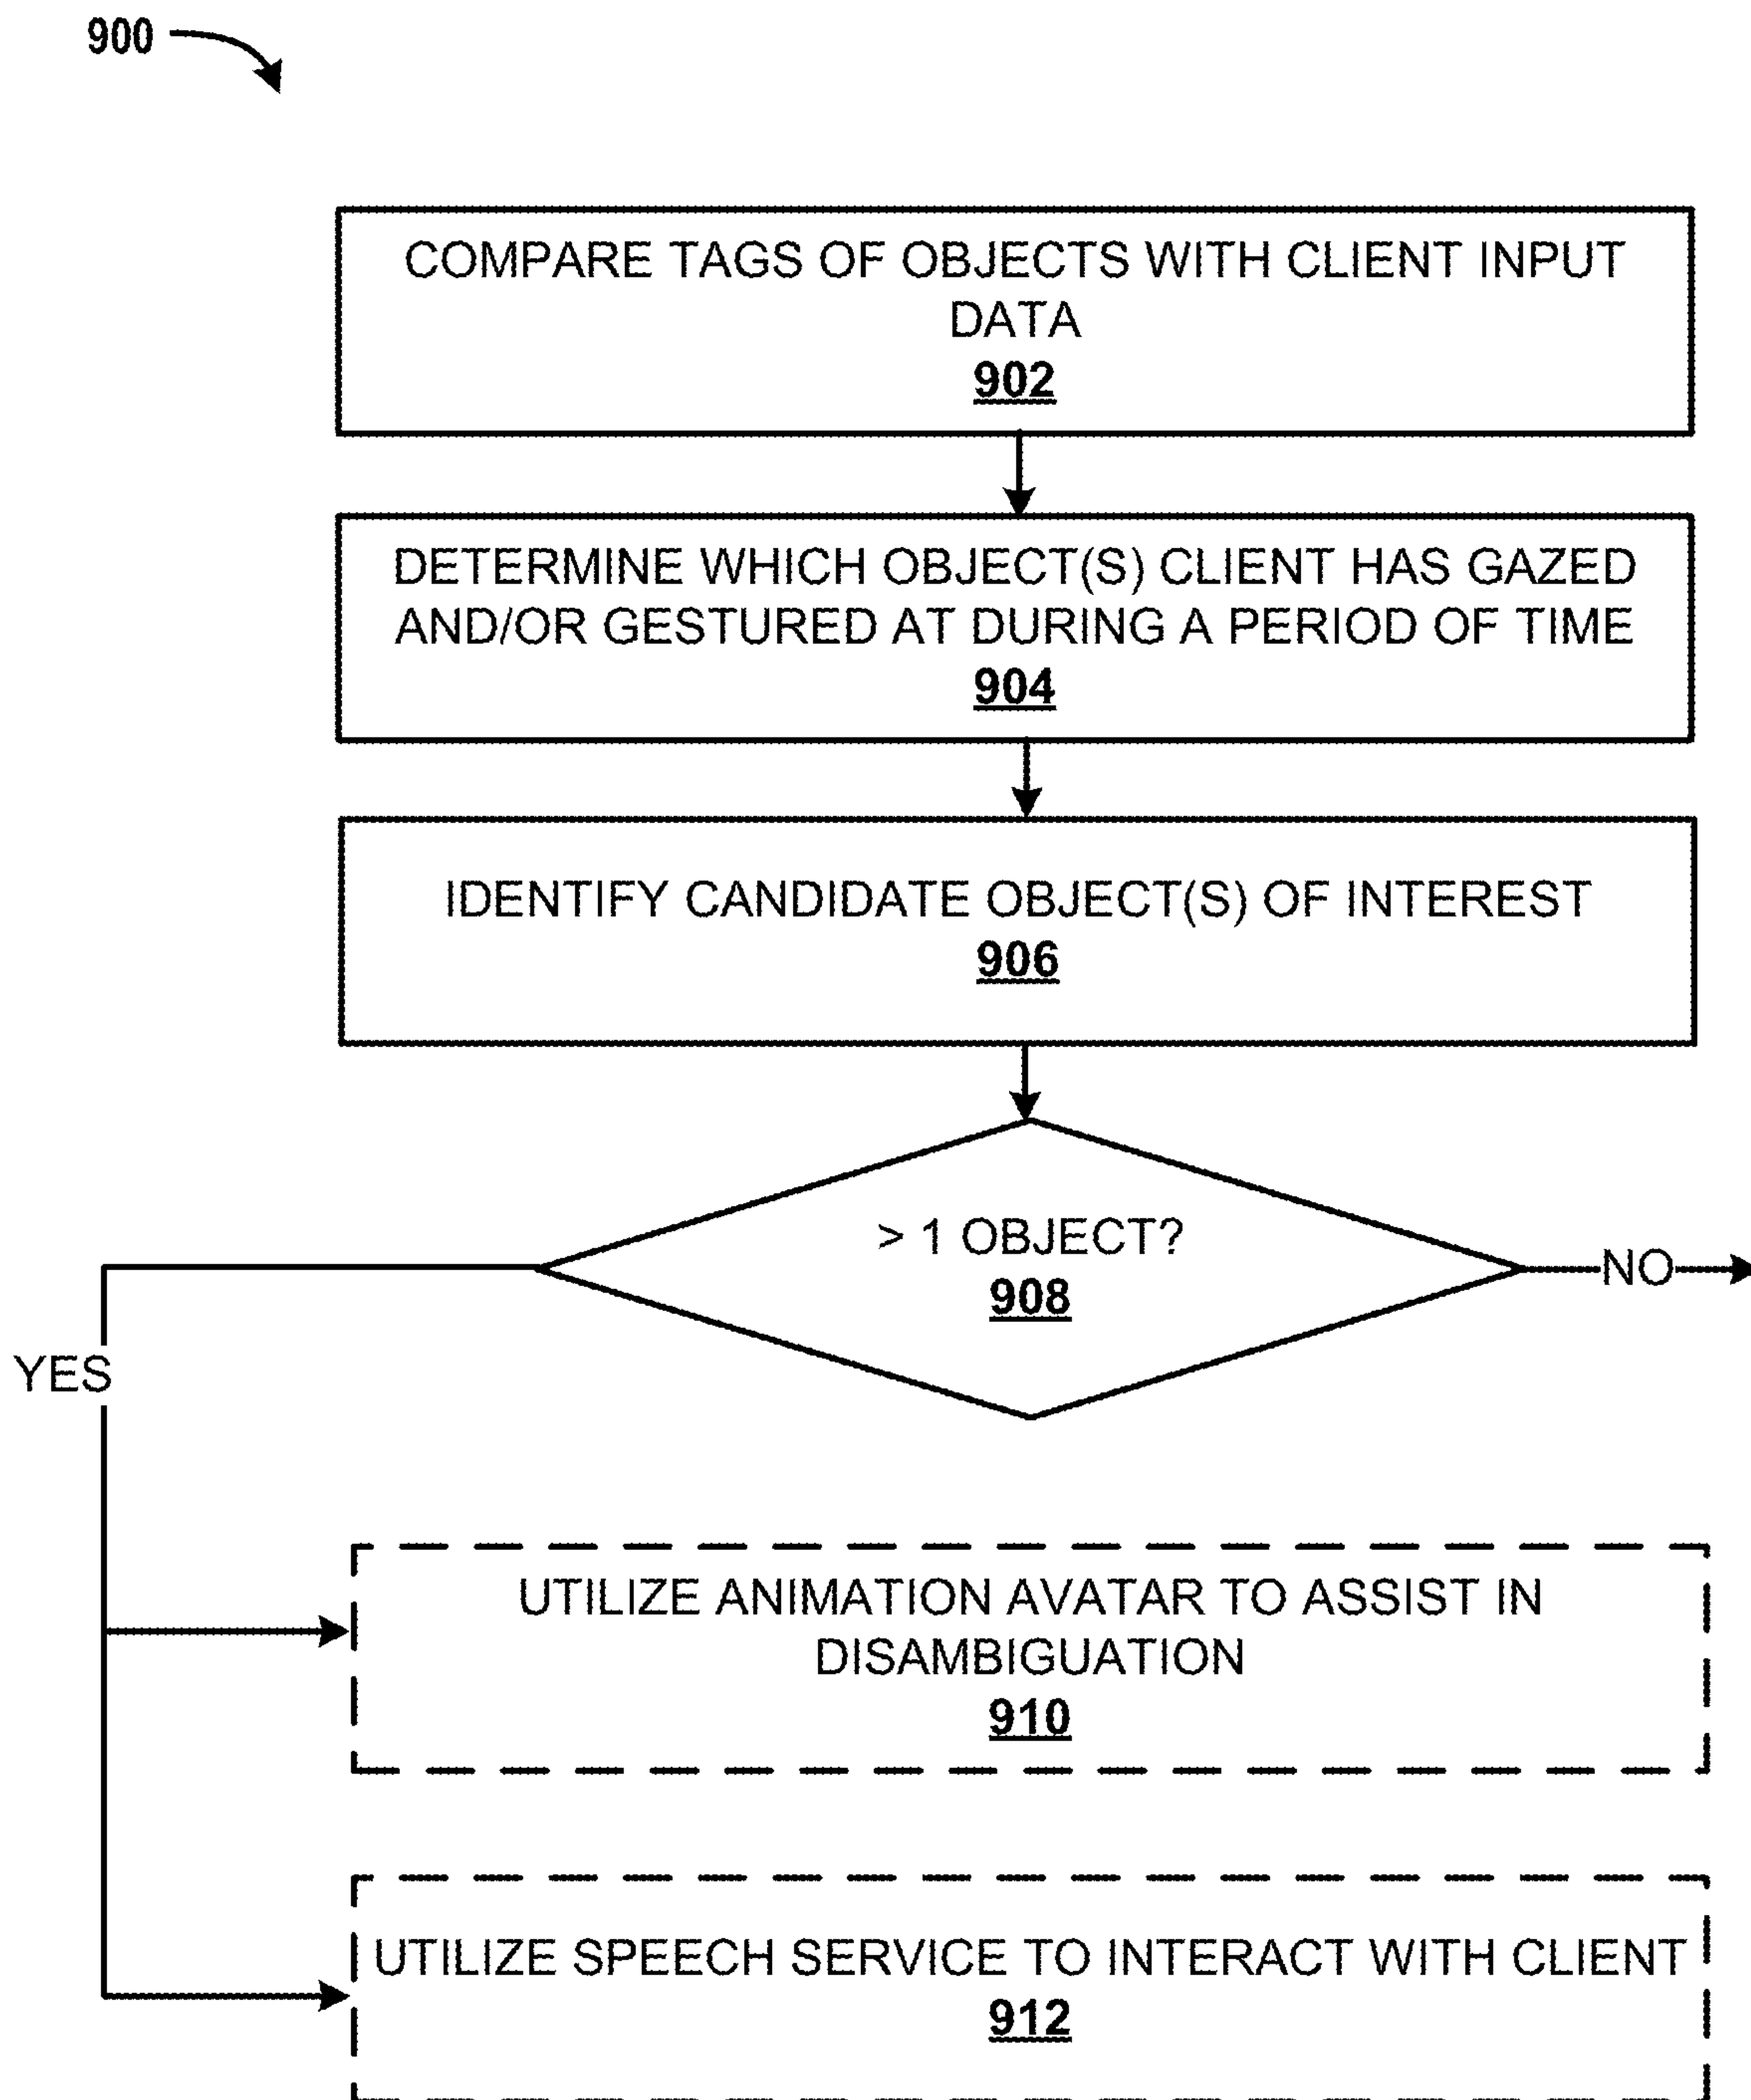 900
COMPARE TAGS OF OBJECTS WITH CLIENT INPUT
DATA
902
DETERMINE WHICH OBJECT(S) CLIENT HAS GAZED
AND/OR GESTURED AT DURING A PERIOD OF TIME
904
IDENTIFY CANDIDATE OBJECT(S) OF INTEREST
906
> 1 OBJECT?
908
NO
YES
UTILIZE ANIMATION AVATAR TO ASSIST IN
DISAMBIGUATION
910
UTILIZE SPEECH SERVICE TO INTERACT WITH CLIENT
912